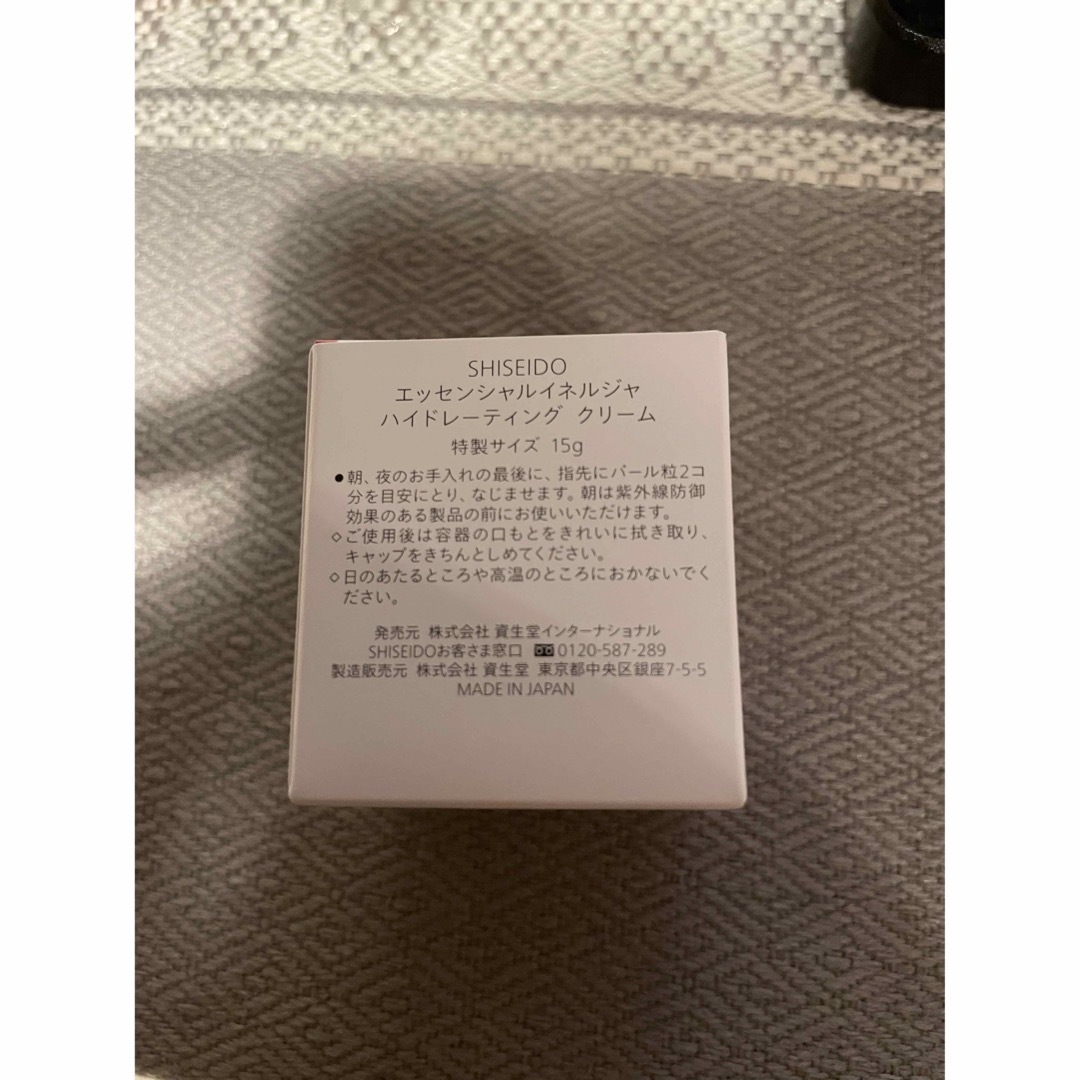 SHISEIDO
エッセンシャルイネルジャ
ハイドレーティング クリーム
特製サイズ 15g
●朝、夜のお手入れの最後に、指先にパール粒2コ
分を目安にとり、なじませます。朝は紫外線防御
効果のある製品の前にお使いいただけます。
◇ご使用後は容器の口もとをきれいに拭き取り、
キャップをきちんとしめてください。
◇日のあたるところや高温のところにおかないでく
ださい。
発売元 株式会社 資生堂インターナショナル
SHISEIDOお客さま窓口 0120-587-289
製造販売元 株式会社 資生堂 東京都中央区銀座7-5-5
MADE IN JAPAN